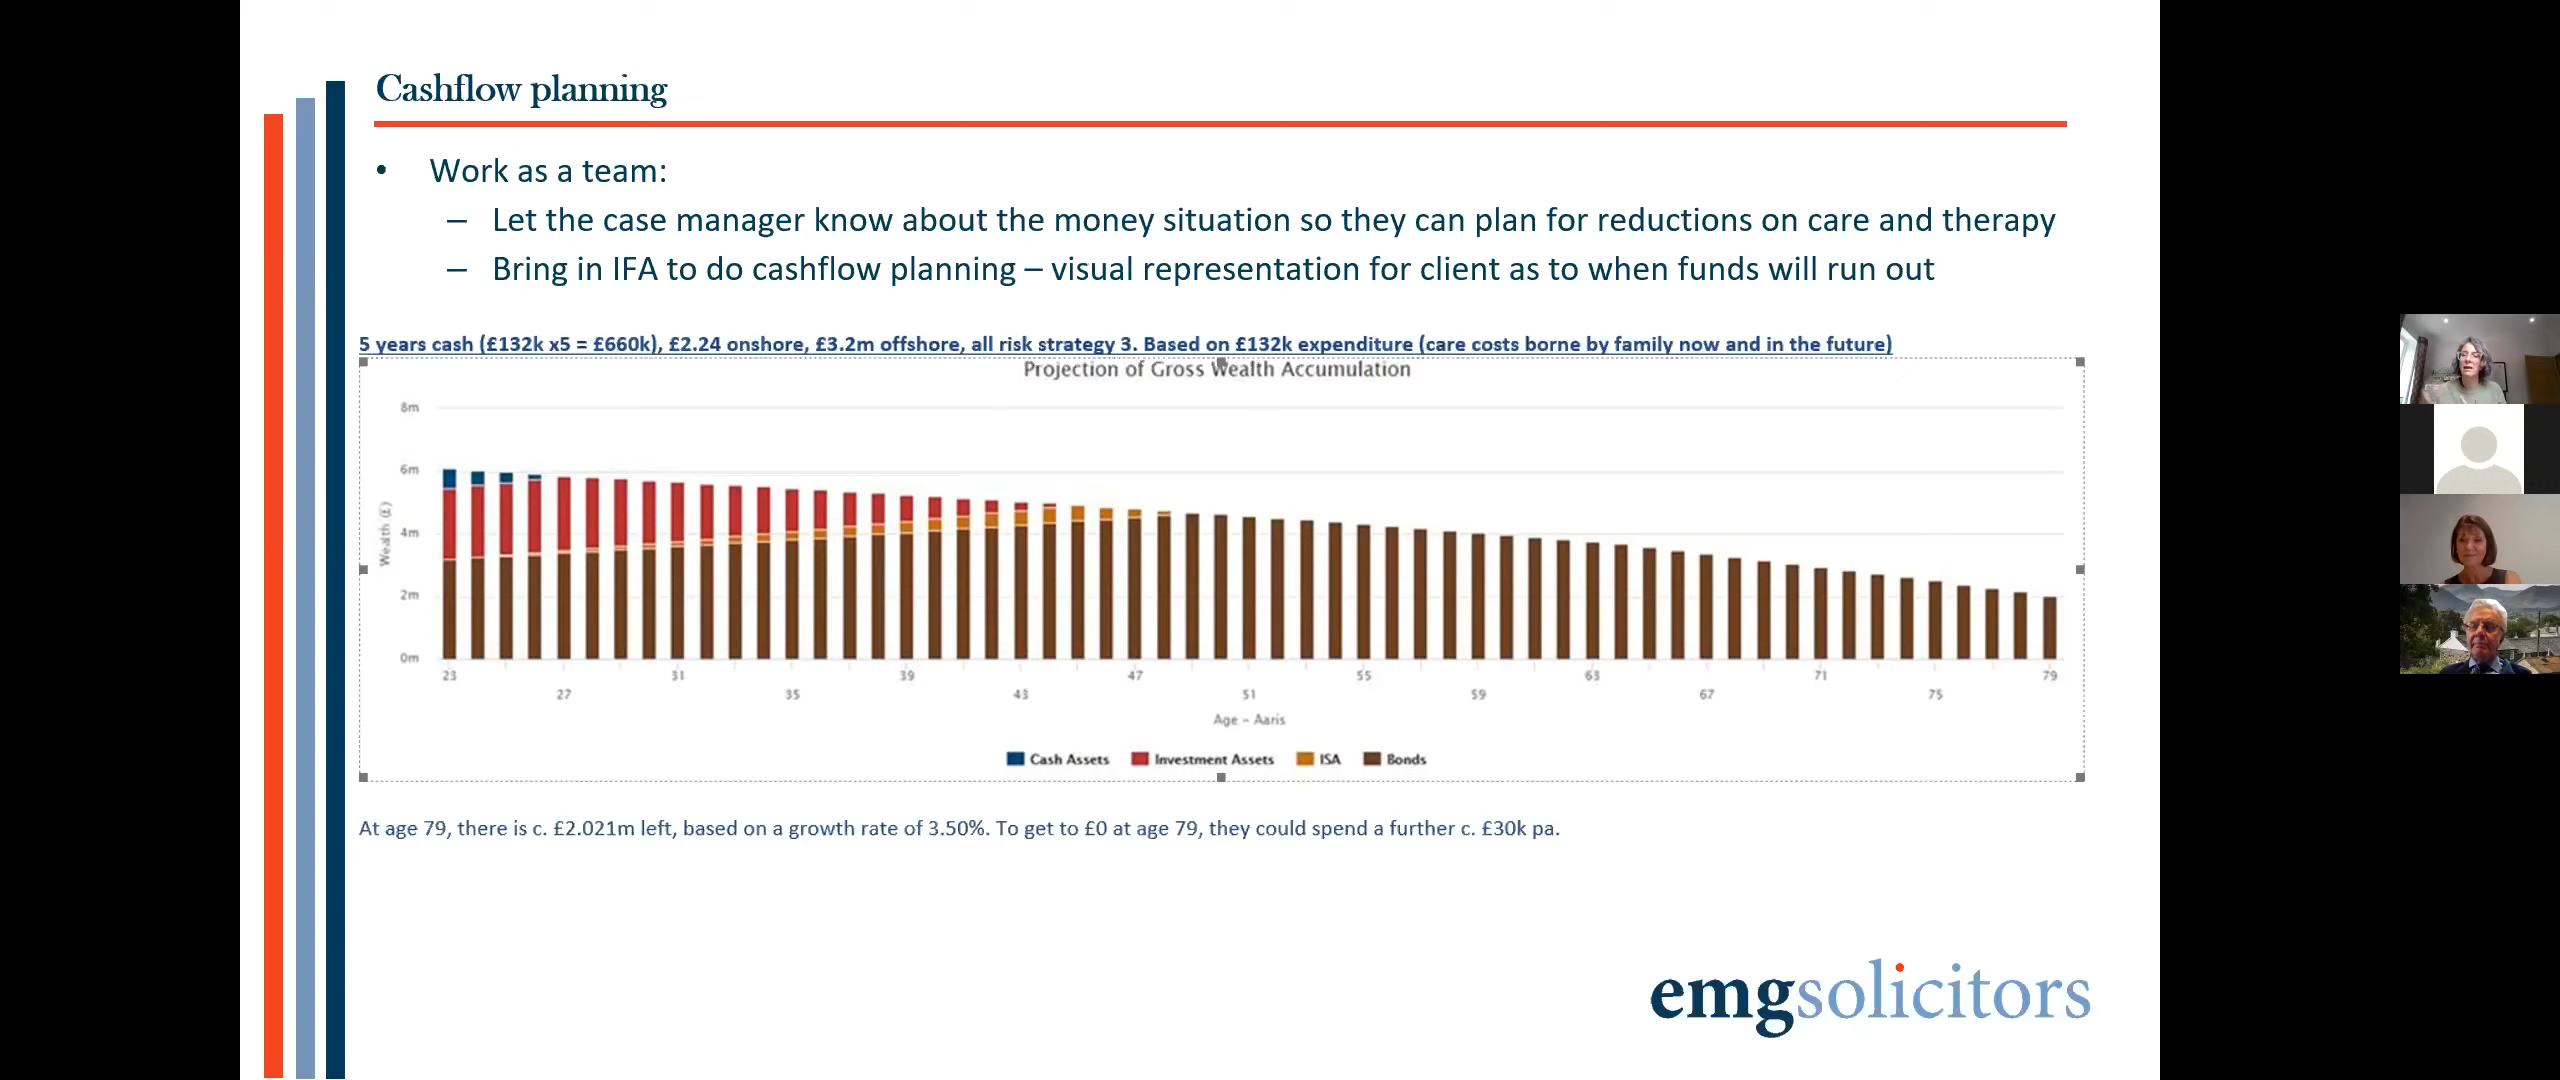 Cashflow planning
• Work as a team:
– Let the case manager know about the money situation so they can plan for reductions on care and therapy
– Bring in IFA to do cashflow planning – visual representation for client as to when funds will run out
5 years cash (£132k x5 = £660k), £2.24 onshore, £3.2m offshore, all risk strategy 3. Based on £132k expenditure (care costs borne by family now and in the future)
Projection of Gross Wealth Accumulation
8m
6m
4m
2m
0m
Wealth (£)
23 31 39 47 55 63 71 79
27 35 43 51 59 67 75
Age – Aaris
Cash Assets Investment Assets ISA Bonds
At age 79, there is c. £2.021m left, based on a growth rate of 3.50%. To get to £0 at age 79, they could spend a further c. £30k pa.
emgsolicitors